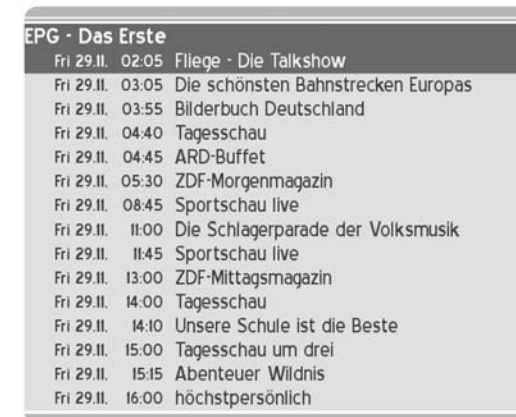 EPG - Das Erste
Fri 29.11. 02:05 Fliege - Die Talkshow
Fri 29.11. 03:05 Die schönsten Bahnstrecken Europas
Fri 29.11. 03:55 Bilderbuch Deutschland
Fri 29.11. 04:40 Tagesschau
Fri 29.11. 04:45 ARD-Buffet
Fri 29.11. 05:30 ZDF-Morgenmagazin
Fri 29.11. 08:45 Sportschau live
Fri 29.11. 11:00 Die Schlagerparade der Volksmusik
Fri 29.11. 11:45 Sportschau live
Fri 29.11. 13:00 ZDF-Mittagsmagazin
Fri 29.11. 14:00 Tagesschau
Fri 29.11. 14:10 Unsere Schule ist die Beste
Fri 29.11. 15:00 Tagesschau um drei
Fri 29.11. 15:15 Abenteuer Wildnis
Fri 29.11. 16:00 höchstpersönlich